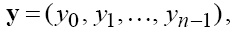 y = (y₀, y₁, …, yₙ₋₁),